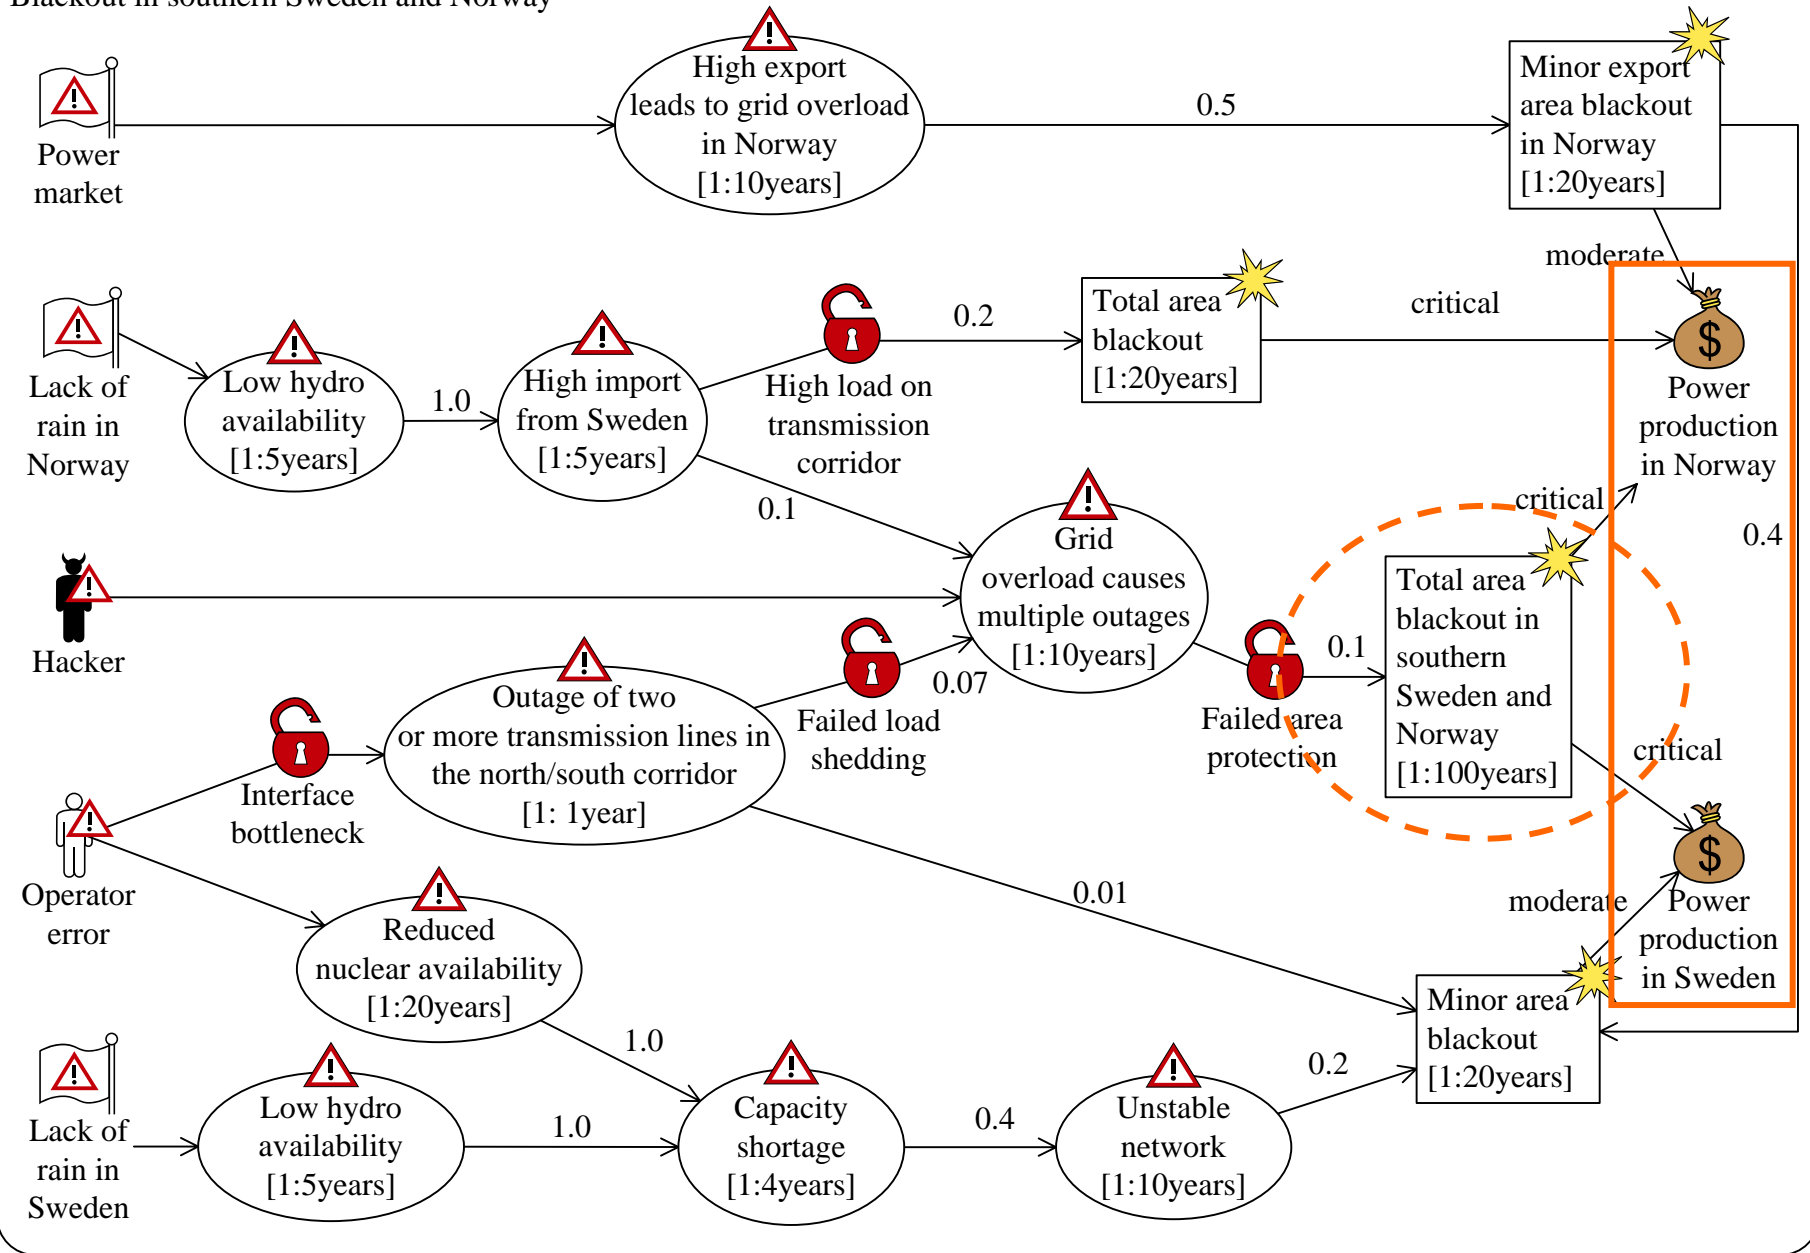 Blackout in southern Sweden and Norway
High export
leads to grid overload
in Norway
[1:10years]
0.5
Minor export
area blackout
in Norway
[1:20years]
Power
market
moderate
Lack of
rain in
Norway
Low hydro
availability
[1:5years]
1.0
High import
from Sweden
[1:5years]
High load on
transmission
corridor
0.2
Total area
blackout
[1:20years]
critical
$
Power
production
in Norway
0.1
Grid
overload causes
multiple outages
[1:10years]
critical
0.4
Hacker
Total area
blackout in
southern
Sweden and
Norway
[1:100years]
0.1
Failed area
protection
Outage of two
or more transmission lines in
the north/south corridor
[1: 1year]
0.07
Failed load
shedding
critical
Interface
bottleneck
Operator
error
$
Power
production
in Sweden
moderate
0.01
Reduced
nuclear availability
[1:20years]
1.0
Minor area
blackout
[1:20years]
Lack of
rain in
Sweden
Low hydro
availability
[1:5years]
1.0
Capacity
shortage
[1:4years]
0.4
Unstable
network
[1:10years]
0.2